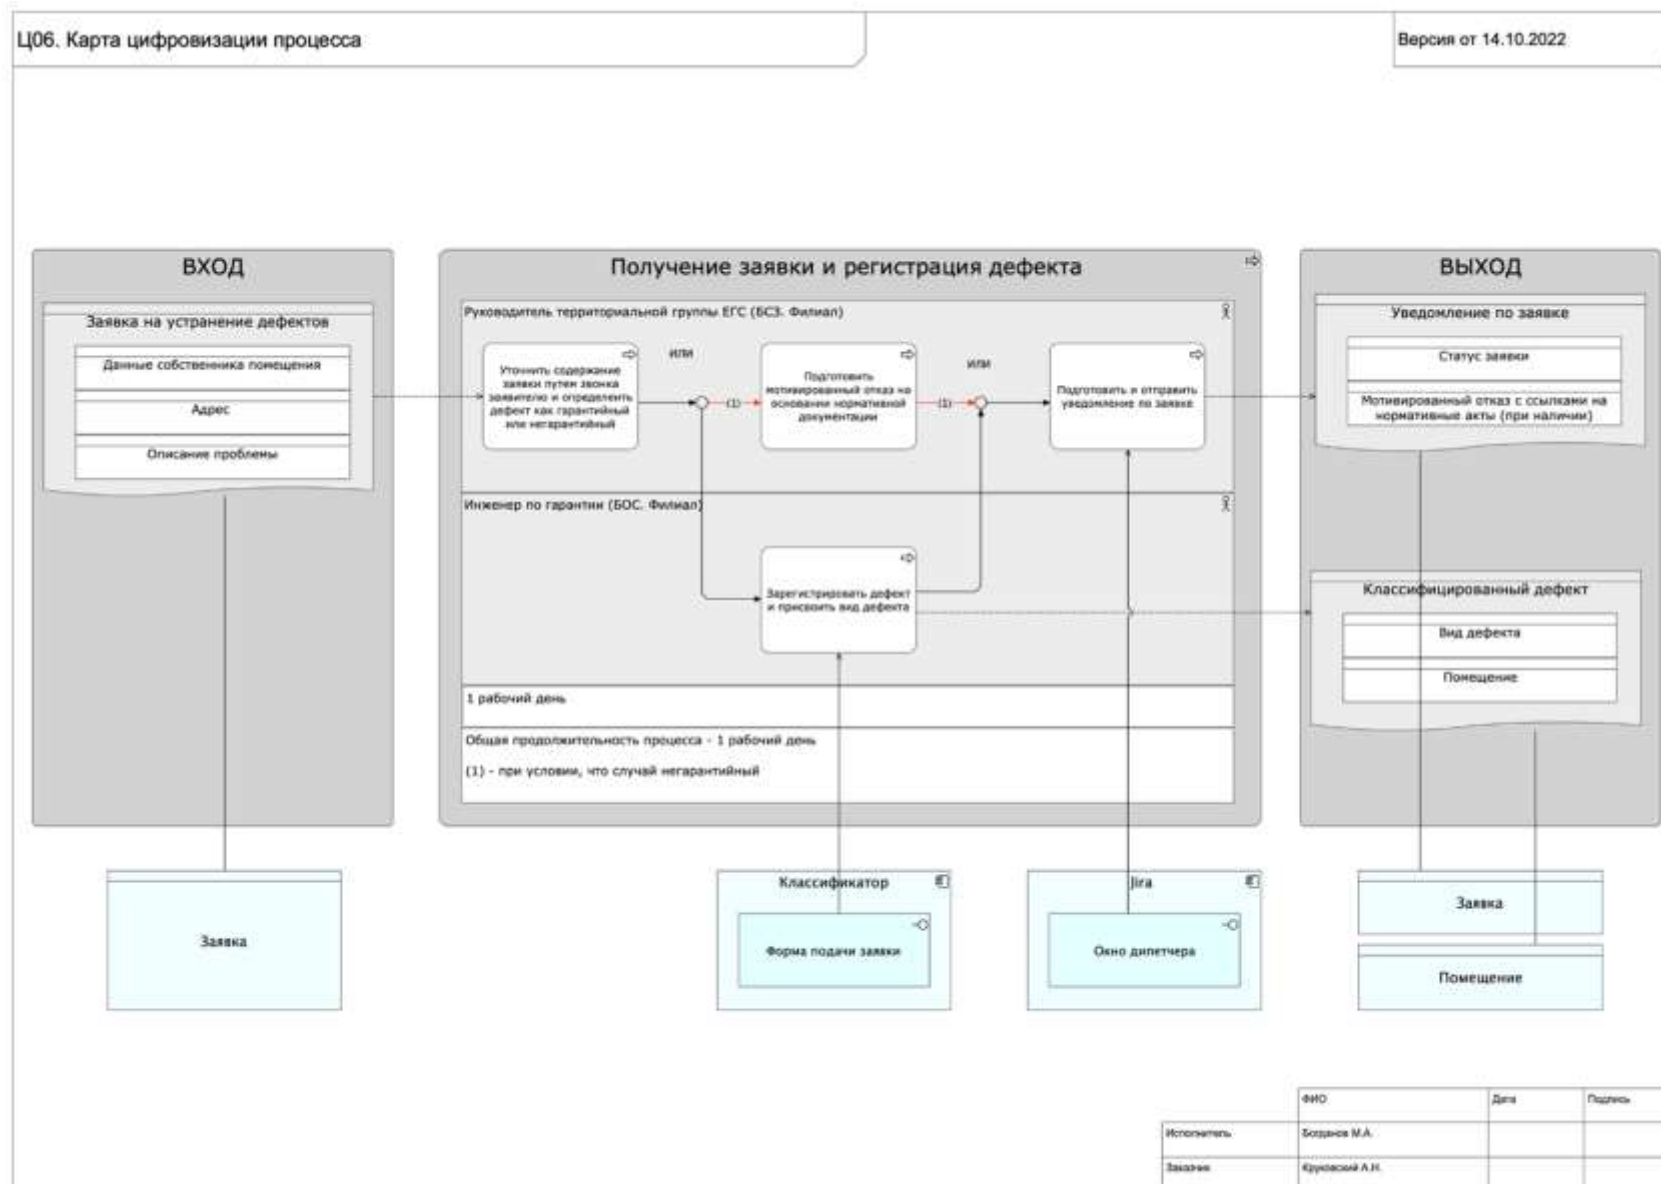 Ц06. Карта цифровизации процесса
Версия от 14.10.2022
ВХОД
Заявка на устранение дефектов
Данные собственника помещения
Адрес
Описание проблемы
Получение заявки и регистрация дефекта
Руководитель территориальной группы ЕГС (БСЗ. Филиал)
Уточнить содержание
заявки путем звонка
заявителю и определить
дефект как гарантийный
или негарантийный
или
(1)
Подготовить
мотивированный отказ на
основании нормативной
документации
(1)
или
Подготовить и отправить
уведомление по заявке
Инженер по гарантии (БОС. Филиал)
Зарегистрировать дефект
и присвоить вид дефекта
1 рабочий день
Общая продолжительность процесса - 1 рабочий день
(1) - при условии, что случай негарантийный
ВЫХОД
Уведомление по заявке
Статус заявки
Мотивированный отказ с ссылками на
нормативные акты (при наличии)
Классифицированный дефект
Вид дефекта
Помещение
Заявка
Классификатор
Форма подачи заявки
Jira
Окно дипетчера
Заявка
Помещение
ФИО
Дата
Подпись
Исполнитель
Богданов М.А.
Заказчик
Круковский А.Н.